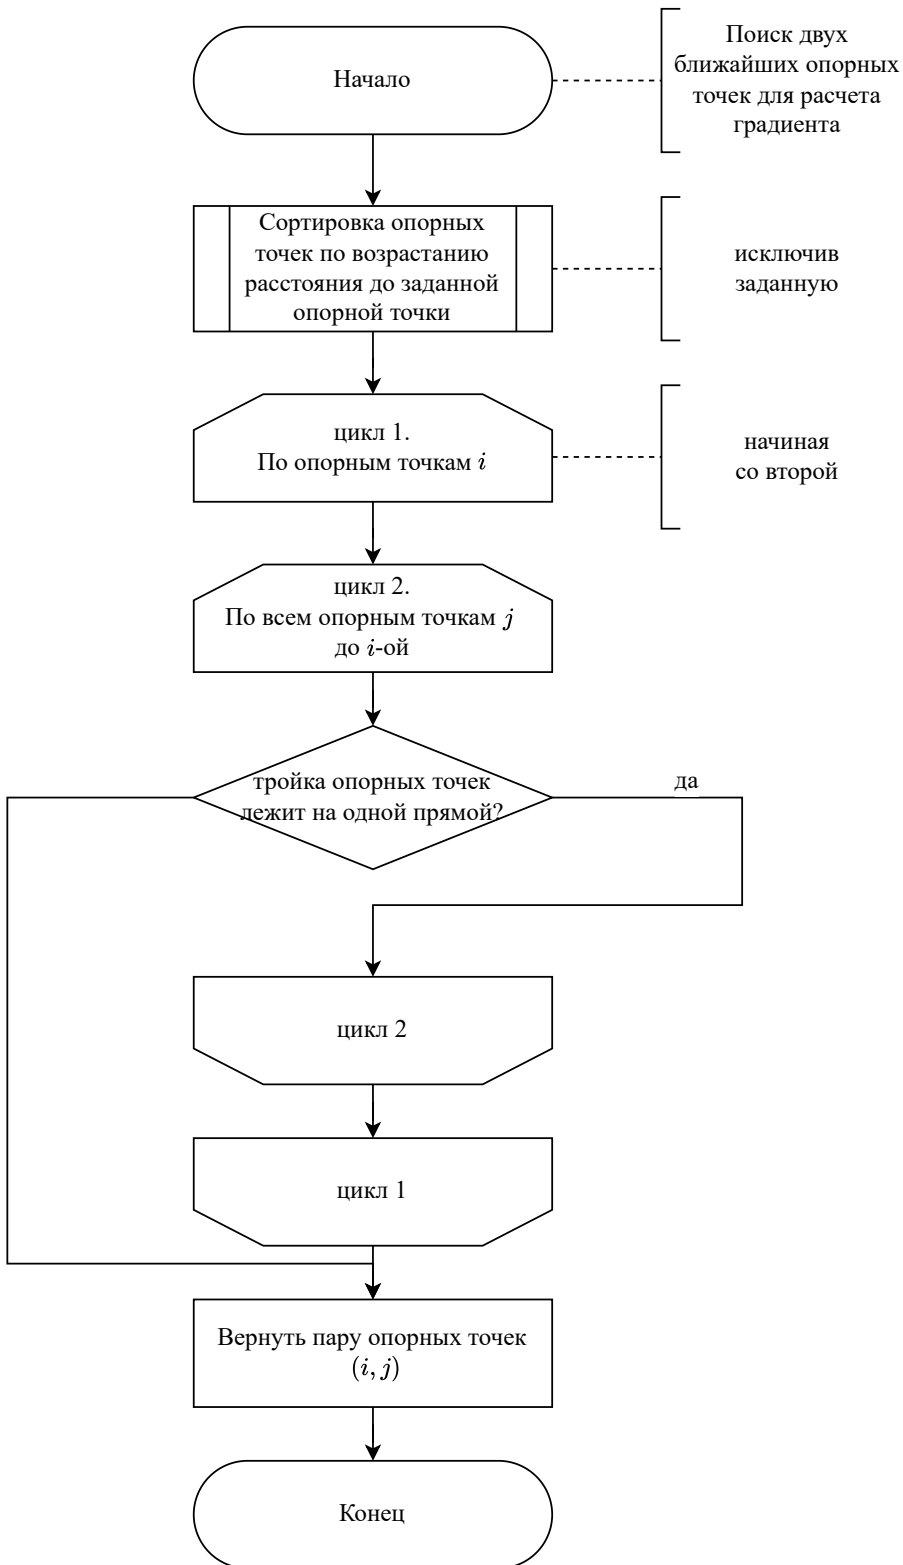 Начало
Поиск двух
ближайших опорных
точек для расчета
градиента
Сортировка опорных
точек по возрастанию
расстояния до заданной
опорной точки
исключив
заданную
цикл 1.
По опорным точкам i
начиная
со второй
цикл 2.
По всем опорным точкам j
до i-ой
тройка опорных точек
лежит на одной прямой?
да
цикл 2
цикл 1
Вернуть пару опорных точек
(i, j)
Конец